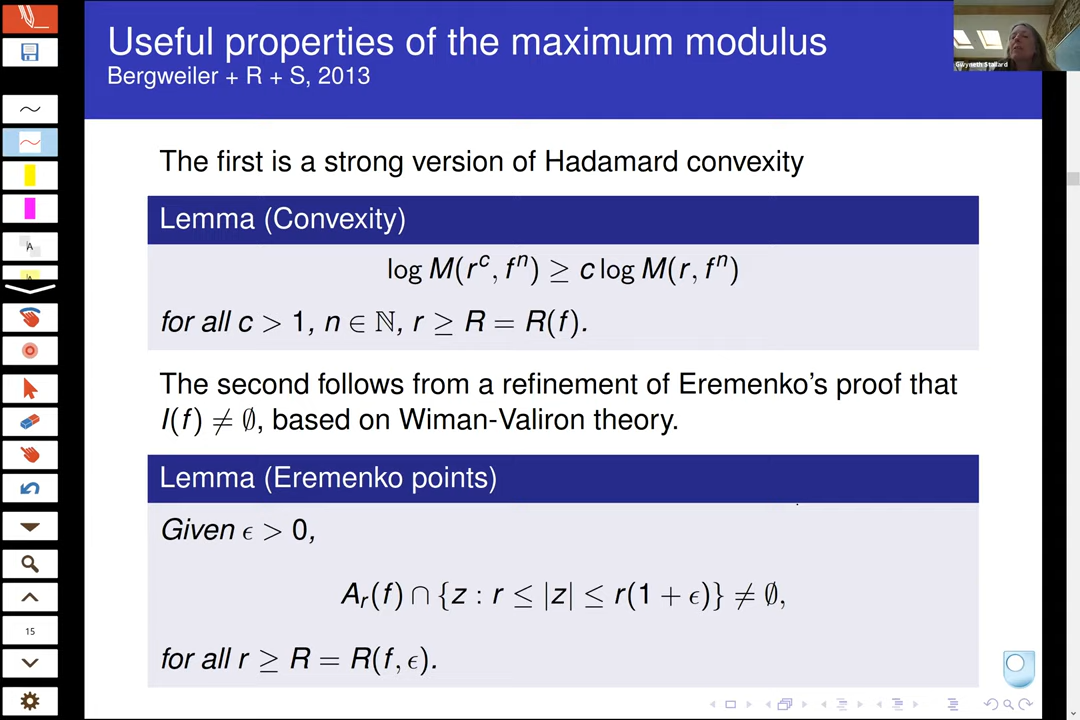 Useful properties of the maximum modulus
Bergweiler + R + S, 2013
Gwyneth Stallard
The first is a strong version of Hadamard convexity
Lemma (Convexity)
log M(r^c, f^n) ≥ c log M(r, f^n)
for all c > 1, n ∈ ℕ, r ≥ R = R(f).
The second follows from a refinement of Eremenko's proof that
I(f) ≠ ∅, based on Wiman-Valiron theory.
Lemma (Eremenko points)
Given ϵ > 0,
A_r(f) ∩ {z : r ≤ |z| ≤ r(1 + ϵ)} ≠ ∅,
for all r ≥ R = R(f, ϵ).
A
15